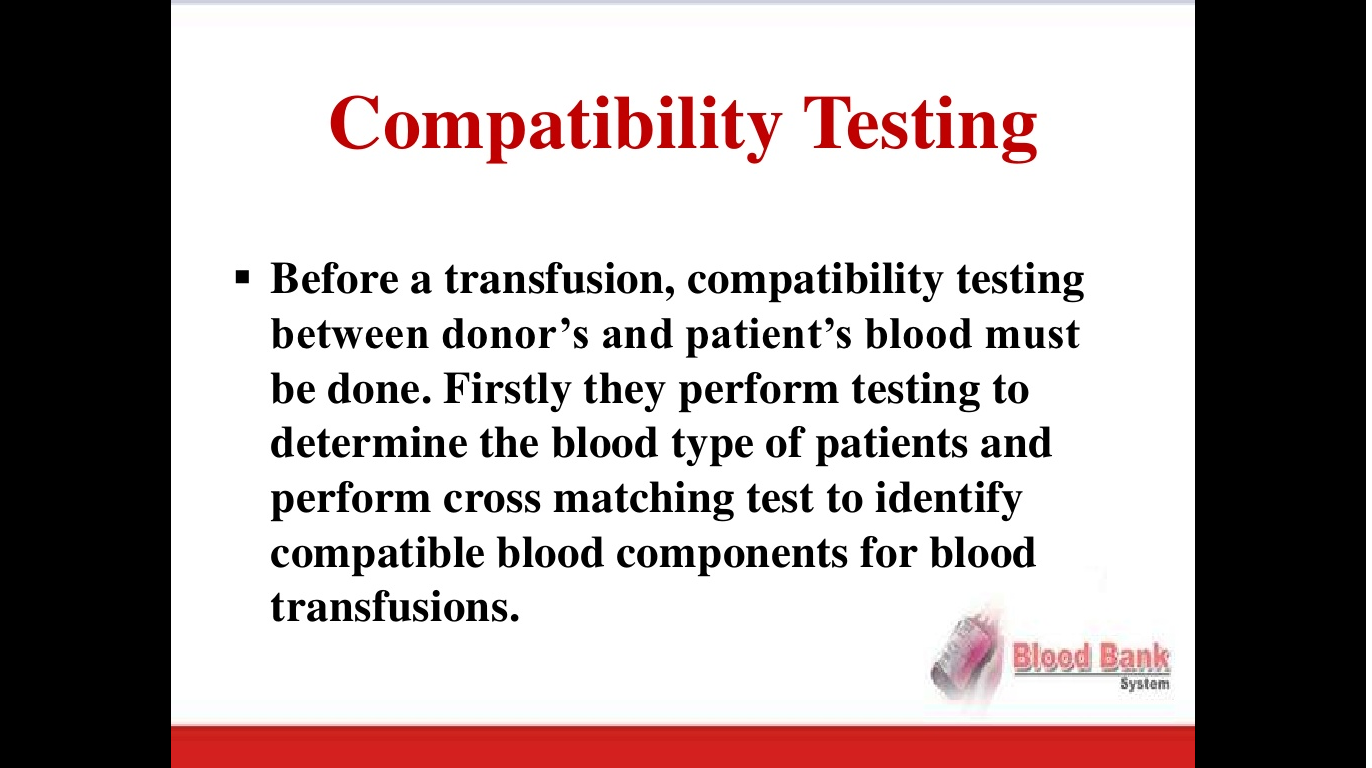 Compatibility Testing
▪ Before a transfusion, compatibility testing
between donor’s and patient’s blood must
be done. Firstly they perform testing to
determine the blood type of patients and
perform cross matching test to identify
compatible blood components for blood
transfusions.
Blood Bank
System